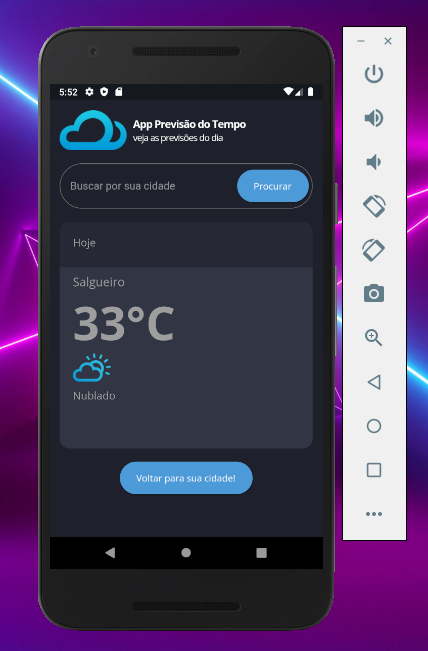 5:52
App Previsão do Tempo
veja as previsões do dia
Buscar por sua cidade
Procurar
Hoje
Salgueiro
33°C
Nublado
Voltar para sua cidade!